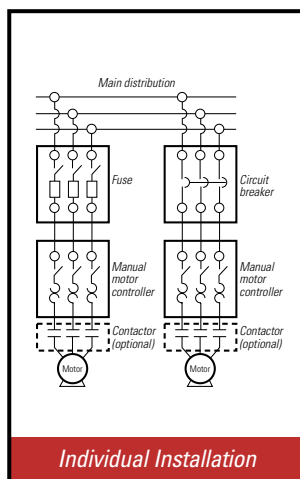 Main distribution
Fuse
Circuit
breaker
Manual
motor
controller
Manual
motor
controller
Contactor
(optional)
Contactor
(optional)
Motor
Motor
Individual Installation